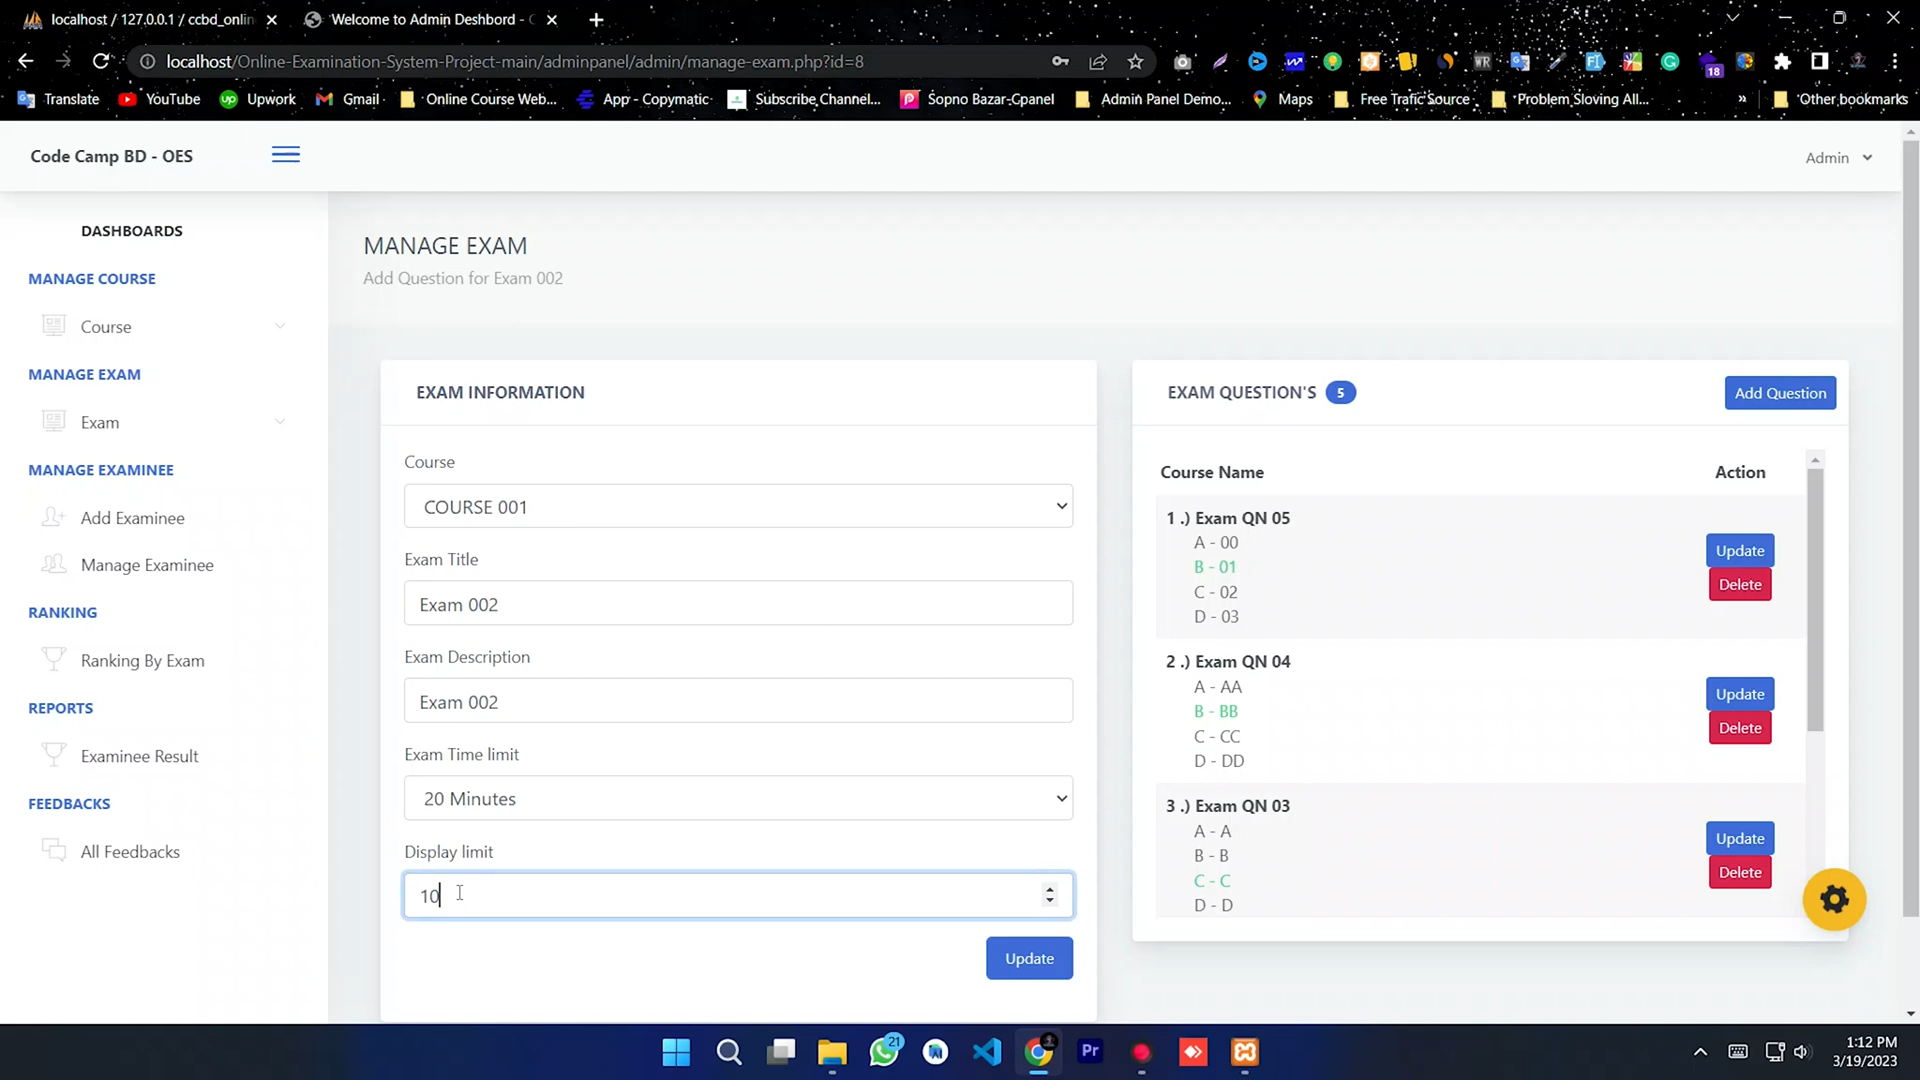 localhost / 127.0.0.1 / ccbd_onlin
Welcome to Admin Deshbord - C
localhost/Online-Examination-System-Project-main/adminpanel/admin/manage-exam.php?id=8
18
Translate
YouTube
Upwork
Gmail
Online Course Web...
App - Copymatic
Subscribe Channel...
Sopno Bazar-Cpanel
Admin Panel Demo...
Maps
Free Trafic Source
Problem Sloving All...
»
Other bookmarks
Code Camp BD - OES
Admin
DASHBOARDS
MANAGE COURSE
Course
MANAGE EXAM
Exam
MANAGE EXAMINEE
Add Examinee
Manage Examinee
RANKING
Ranking By Exam
REPORTS
Examinee Result
FEEDBACKS
All Feedbacks
MANAGE EXAM
Add Question for Exam 002
EXAM INFORMATION
Course
COURSE 001
Exam Title
Exam 002
Exam Description
Exam 002
Exam Time limit
20 Minutes
Display limit
10
Update
EXAM QUESTION'S 5
Add Question
Course Name Action
1 .) Exam QN 05
A - 00
B - 01
C - 02
D - 03
Update
Delete
2 .) Exam QN 04
A - AA
B - BB
C - CC
D - DD
Update
Delete
3 .) Exam QN 03
A - A
B - B
C - C
D - D
Update
Delete
21
Pr
1:12 PM
3/19/2023